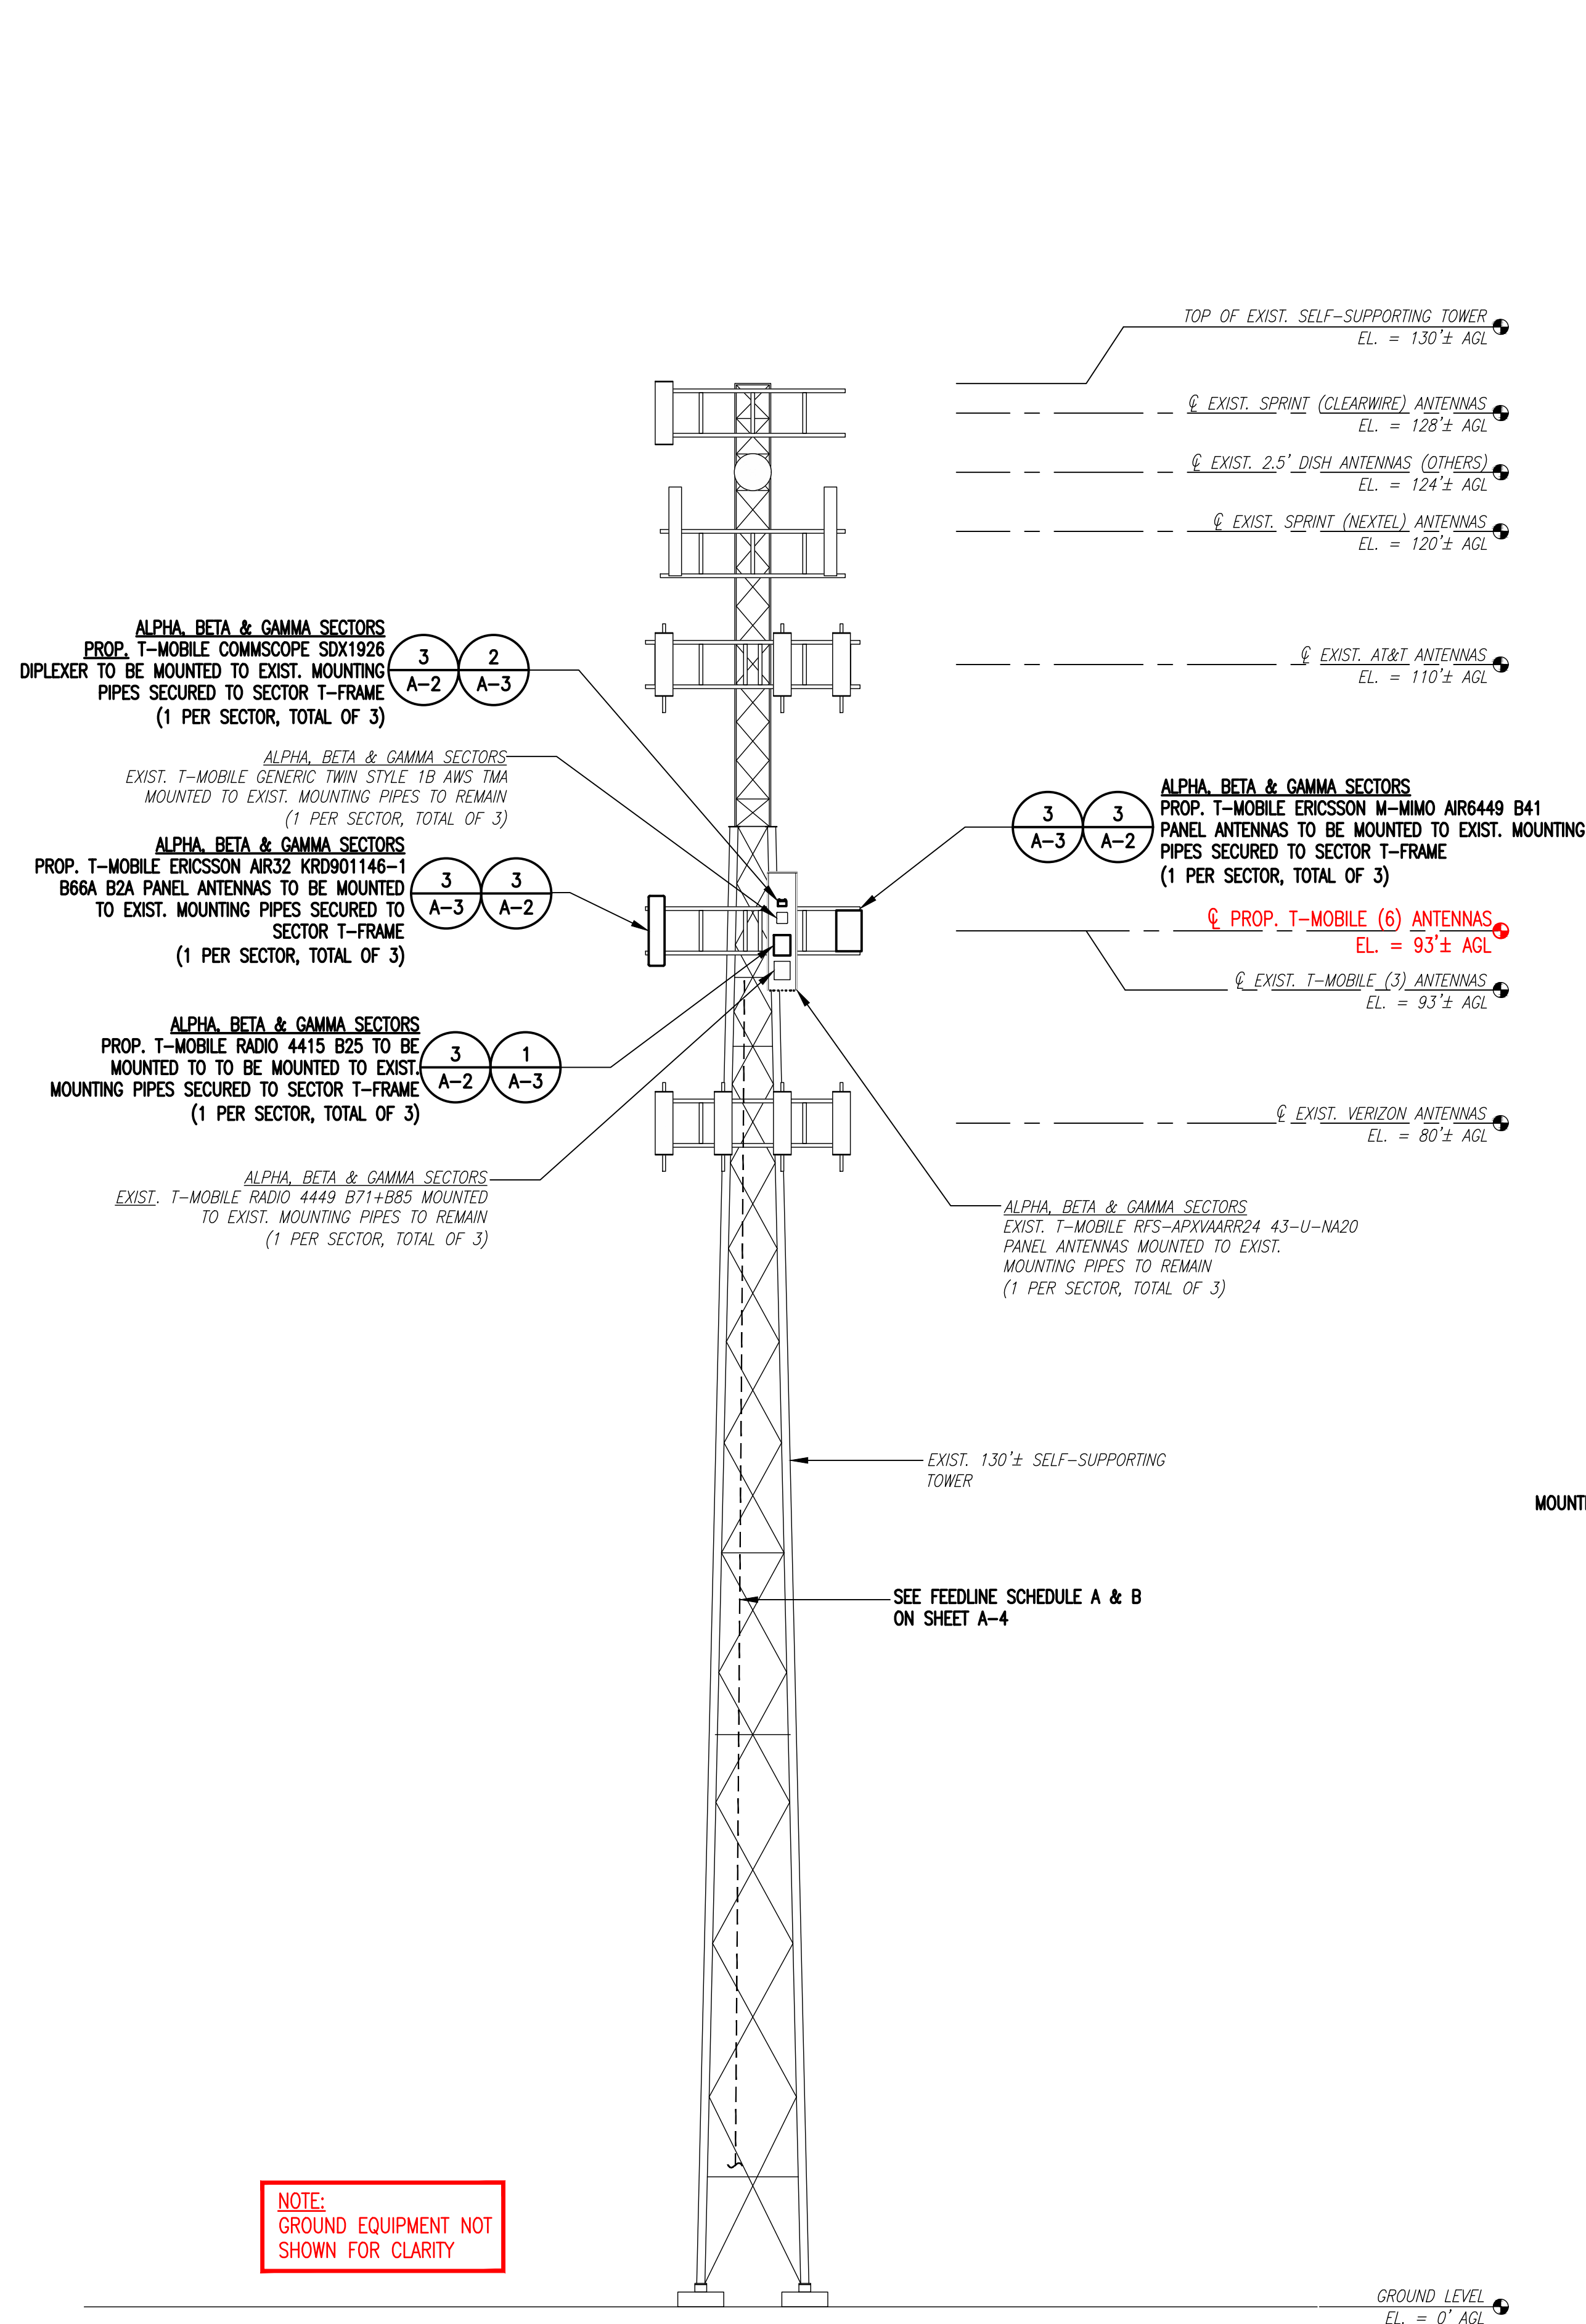 TOP OF EXIST. SELF-SUPPORTING TOWER
EL. = 130'± AGL
℄ EXIST. SPRINT (CLEARWIRE) ANTENNAS
EL. = 128'± AGL
℄ EXIST. 2.5' DISH ANTENNAS (OTHERS)
EL. = 124'± AGL
℄ EXIST. SPRINT (NEXTEL) ANTENNAS
EL. = 120'± AGL
ALPHA, BETA & GAMMA SECTORS
PROP. T-MOBILE COMMSCOPE SDX1926
DIPLEXER TO BE MOUNTED TO EXIST. MOUNTING
PIPES SECURED TO SECTOR T-FRAME
(1 PER SECTOR, TOTAL OF 3)
3
A-2
2
A-3
℄ EXIST. AT&T ANTENNAS
EL. = 110'± AGL
ALPHA, BETA & GAMMA SECTORS
EXIST. T-MOBILE GENERIC TWIN STYLE 1B AWS TMA
MOUNTED TO EXIST. MOUNTING PIPES TO REMAIN
(1 PER SECTOR, TOTAL OF 3)
3
A-3
3
A-2
ALPHA, BETA & GAMMA SECTORS
PROP. T-MOBILE ERICSSON M-MIMO AIR6449 B41
PANEL ANTENNAS TO BE MOUNTED TO EXIST. MOUNTING
PIPES SECURED TO SECTOR T-FRAME
(1 PER SECTOR, TOTAL OF 3)
ALPHA, BETA & GAMMA SECTORS
PROP. T-MOBILE ERICSSON AIR32 KRD901146-1
B66A B2A PANEL ANTENNAS TO BE MOUNTED
TO EXIST. MOUNTING PIPES SECURED TO
SECTOR T-FRAME
(1 PER SECTOR, TOTAL OF 3)
3
A-3
3
A-2
℄ PROP. T-MOBILE (6) ANTENNAS
EL. = 93'± AGL
℄ EXIST. T-MOBILE (3) ANTENNAS
EL. = 93'± AGL
ALPHA, BETA & GAMMA SECTORS
PROP. T-MOBILE RADIO 4415 B25 TO BE
MOUNTED TO TO BE MOUNTED TO EXIST.
MOUNTING PIPES SECURED TO SECTOR T-FRAME
(1 PER SECTOR, TOTAL OF 3)
3
A-2
1
A-3
℄ EXIST. VERIZON ANTENNAS
EL. = 80'± AGL
ALPHA, BETA & GAMMA SECTORS
EXIST. T-MOBILE RADIO 4449 B71+B85 MOUNTED
TO EXIST. MOUNTING PIPES TO REMAIN
(1 PER SECTOR, TOTAL OF 3)
ALPHA, BETA & GAMMA SECTORS
EXIST. T-MOBILE RFS-APXVAARR24 43-U-NA20
PANEL ANTENNAS MOUNTED TO EXIST.
MOUNTING PIPES TO REMAIN
(1 PER SECTOR, TOTAL OF 3)
EXIST. 130'± SELF-SUPPORTING
TOWER
SEE FEEDLINE SCHEDULE A & B
ON SHEET A-4
NOTE:
GROUND EQUIPMENT NOT
SHOWN FOR CLARITY
GROUND LEVEL
EL. = 0' AGL